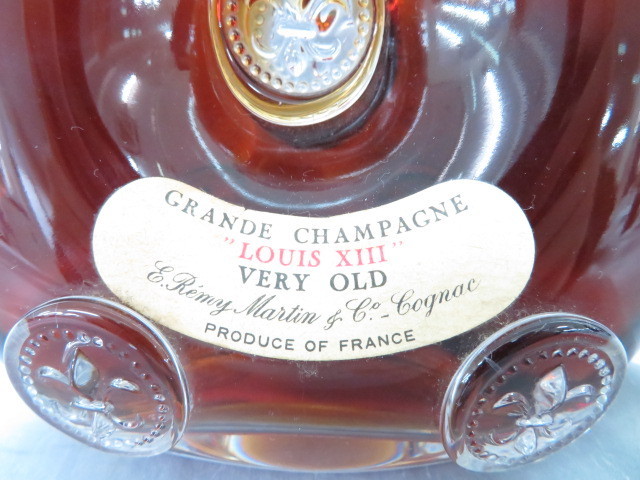 GRANDE CHAMPAGNE
"LOUIS XIII"
VERY OLD
E. Rémy Martin & Co. - Cognac
PRODUCE OF FRANCE